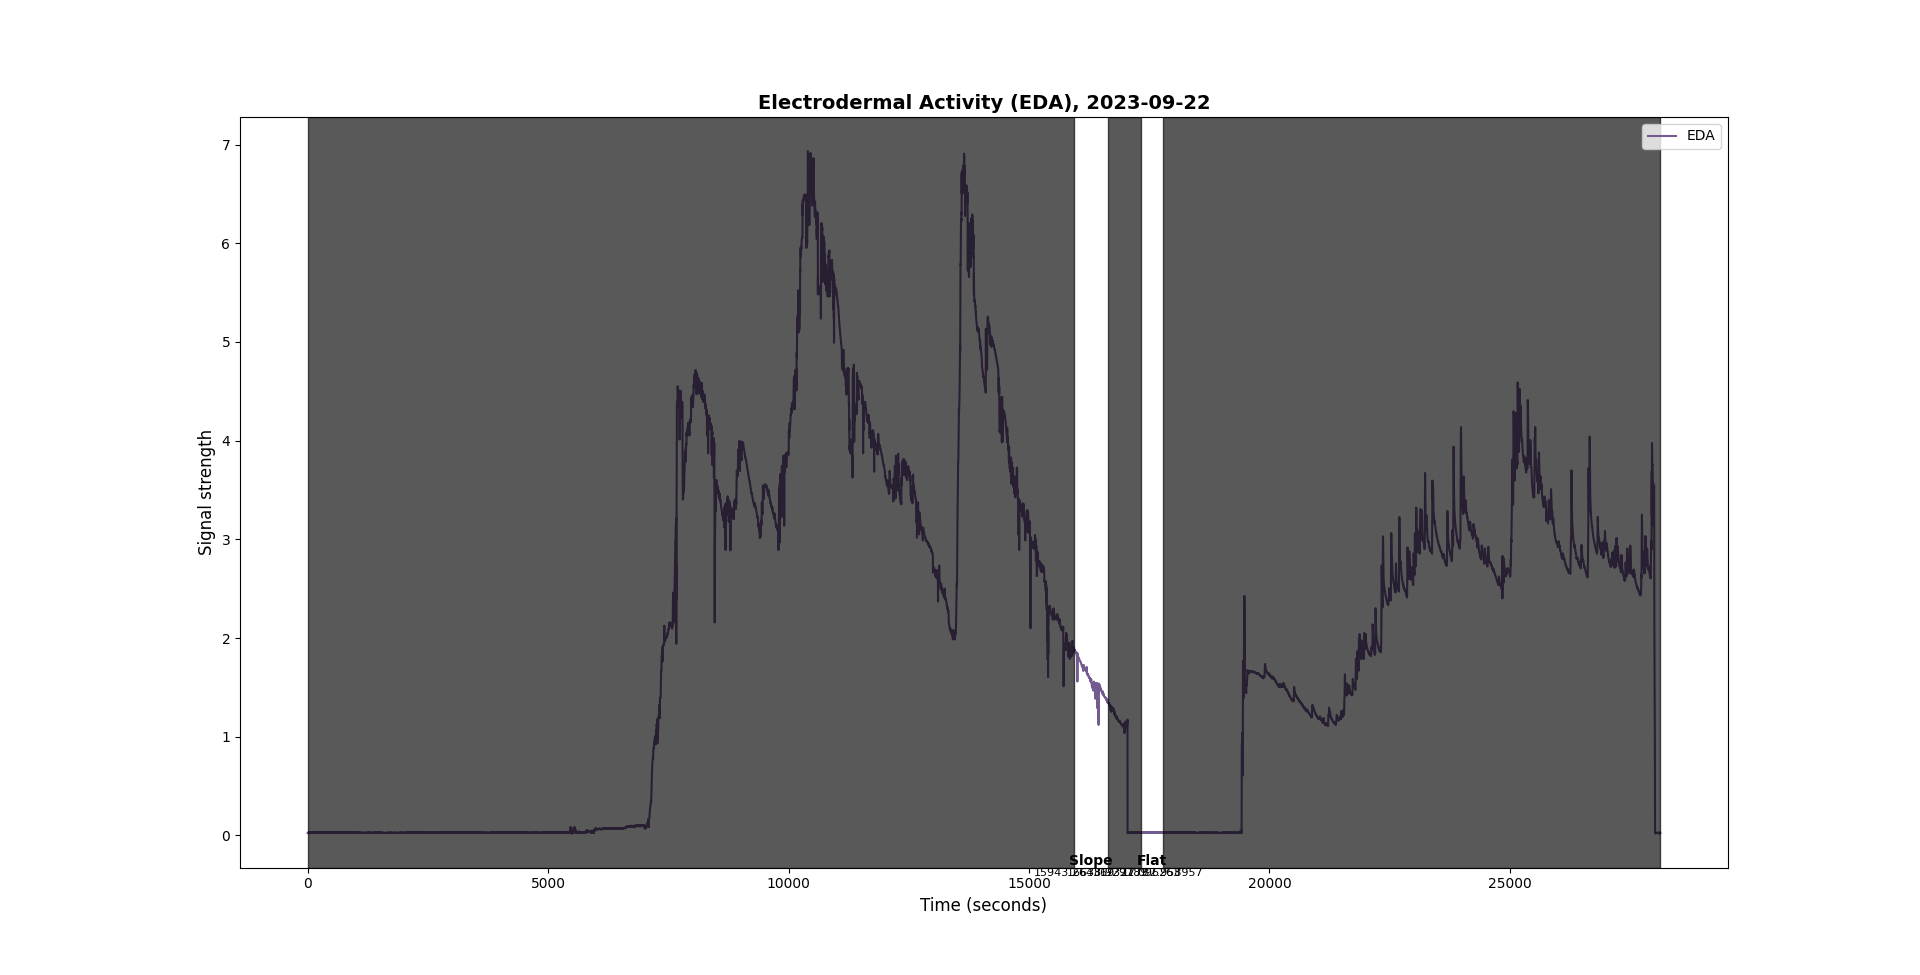 Electrodermal Activity (EDA), 2023-09-22
EDA
Signal strength
7
6
5
4
3
2
1
0
Slope
Flat
0
5000
10000
15000
20000
25000
Time (seconds)